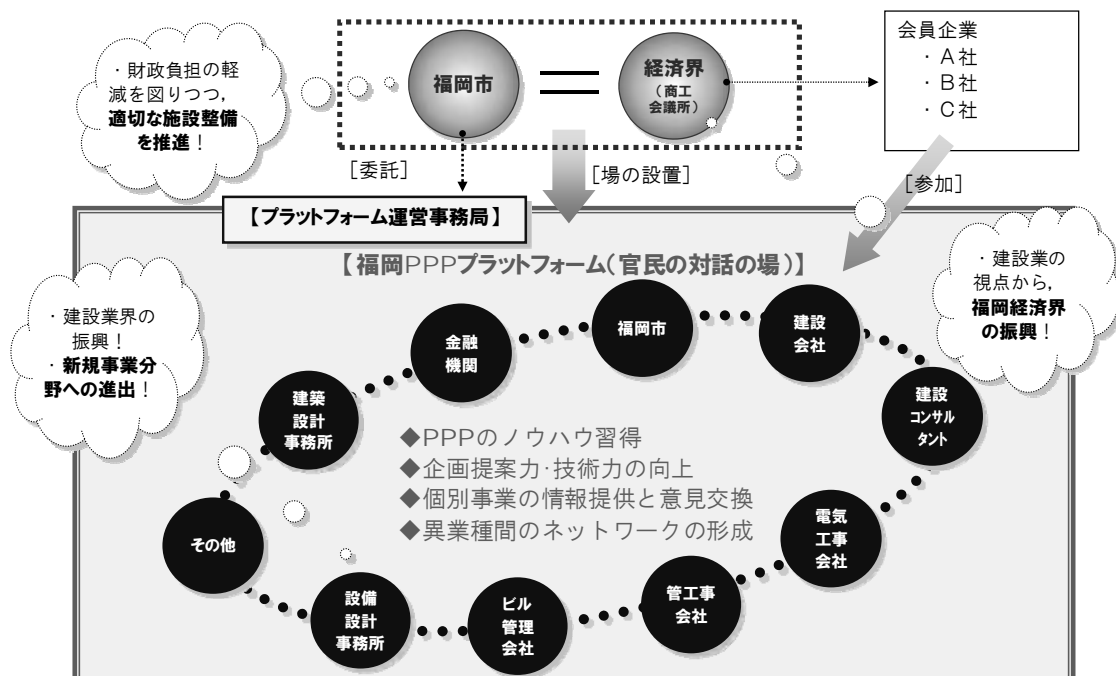 ・財政負担の軽
減を図りつつ,
適切な施設整備
を推進！
福岡市
経済界
（商工
会議所）
会員企業
・A社
・B社
・C社
［委託］
［場の設置］
［参加］
【プラットフォーム運営事務局】
【福岡PPPプラットフォーム（官民の対話の場）】
・建設業の
視点から,
福岡経済界
の振興！
・建設業界の
振興！
・新規事業分
野への進出！
金融
機関
福岡市
建設
会社
建築
設計
事務所
建設
コンサル
タント
◆PPPのノウハウ習得
◆企画提案力・技術力の向上
◆個別事業の情報提供と意見交換
◆異業種間のネットワークの形成
その他
電気
工事
会社
設備
設計
事務所
ビル
管理
会社
管工事
会社